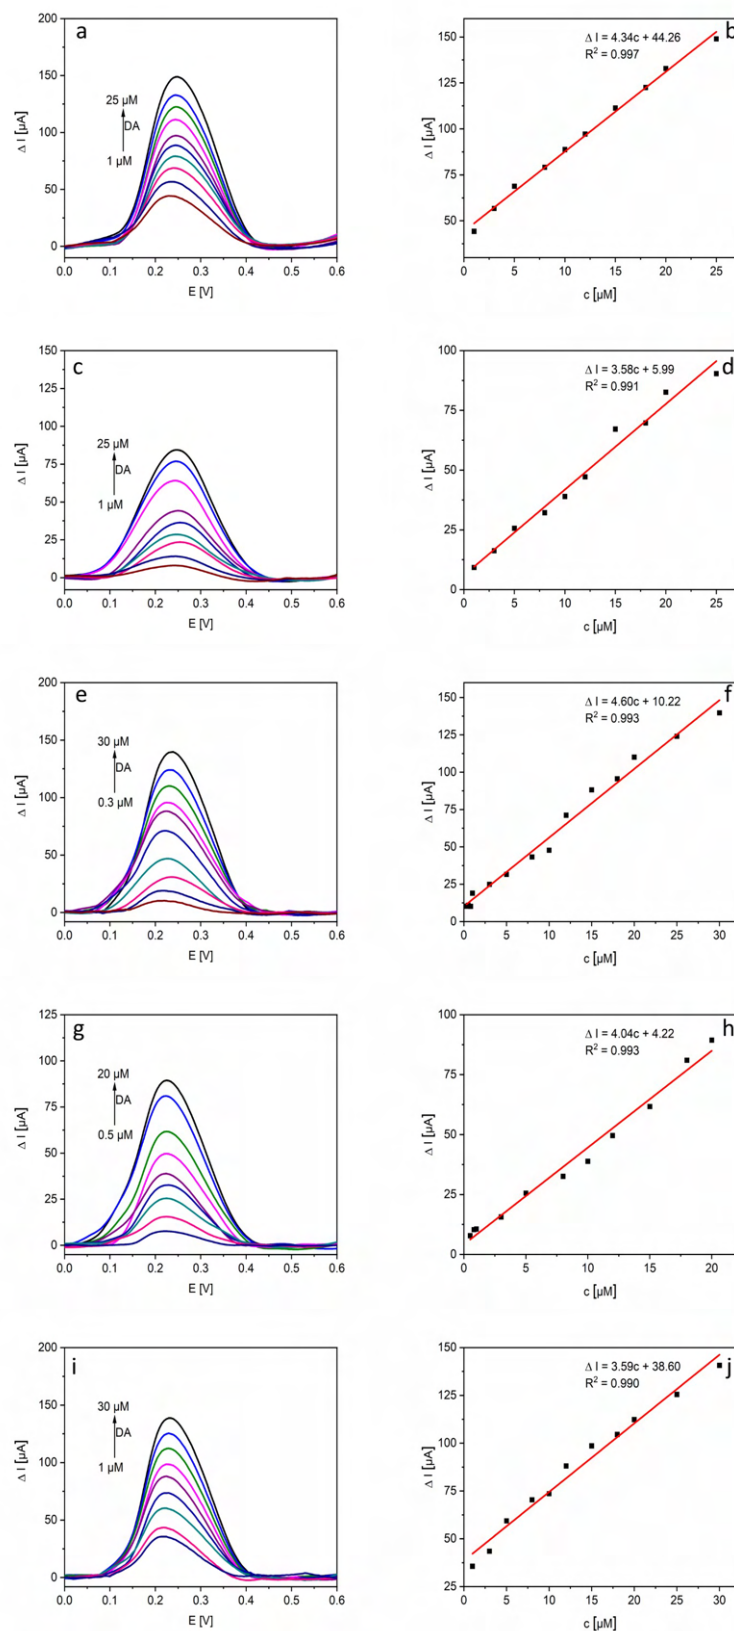 a
200
150
100
50
0
Δ I [µA]
25 µM
DA
1 µM
0.0 0.1 0.2 0.3 0.4 0.5 0.6
E [V]
b
Δ I = 4.34c + 44.26
R² = 0.997
150
125
100
75
50
Δ I [µA]
0 5 10 15 20 25
c [µM]
c
150
125
100
75
50
25
0
Δ I [µA]
25 µM
DA
1 µM
0.0 0.1 0.2 0.3 0.4 0.5 0.6
E [V]
d
Δ I = 3.58c + 5.99
R² = 0.991
100
75
50
25
0
Δ I [µA]
0 5 10 15 20 25
c [µM]
e
200
150
100
50
0
Δ I [µA]
30 µM
DA
0.3 µM
0.0 0.1 0.2 0.3 0.4 0.5 0.6
E [V]
f
Δ I = 4.60c + 10.22
R² = 0.993
150
125
100
75
50
25
0
Δ I [µA]
0 5 10 15 20 25 30
c [µM]
g
125
100
75
50
25
0
Δ I [µA]
20 µM
DA
0.5 µM
0.0 0.1 0.2 0.3 0.4 0.5 0.6
E [V]
h
Δ I = 4.04c + 4.22
R² = 0.993
100
75
50
25
0
Δ I [µA]
0 5 10 15 20
c [µM]
i
200
150
100
50
0
Δ I [µA]
30 µM
DA
1 µM
0.0 0.1 0.2 0.3 0.4 0.5 0.6
E [V]
j
Δ I = 3.59c + 38.60
R² = 0.990
150
125
100
75
50
25
0
Δ I [µA]
0 5 10 15 20 25 30
c [µM]